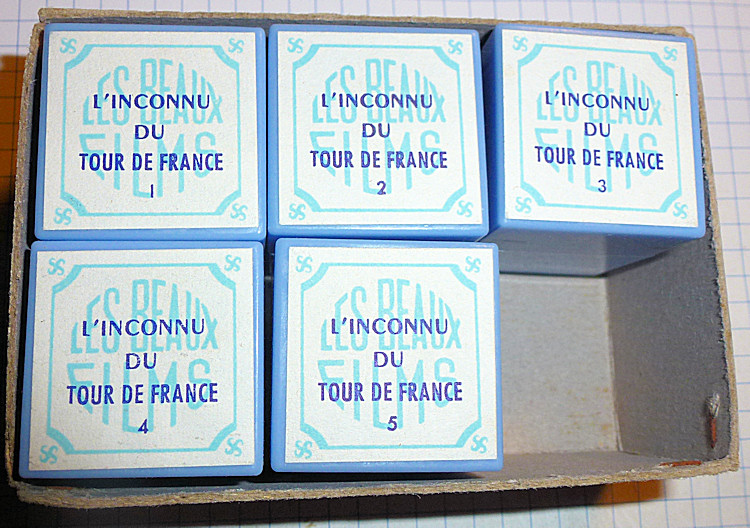 LES BEAUX
FILMS
L'INCONNU
DU
TOUR DE FRANCE
1
LES BEAUX
FILMS
L'INCONNU
DU
TOUR DE FRANCE
2
LES BEAUX
FILMS
L'INCONNU
DU
TOUR DE FRANCE
3
LES BEAUX
FILMS
L'INCONNU
DU
TOUR DE FRANCE
4
LES BEAUX
FILMS
L'INCONNU
DU
TOUR DE FRANCE
5